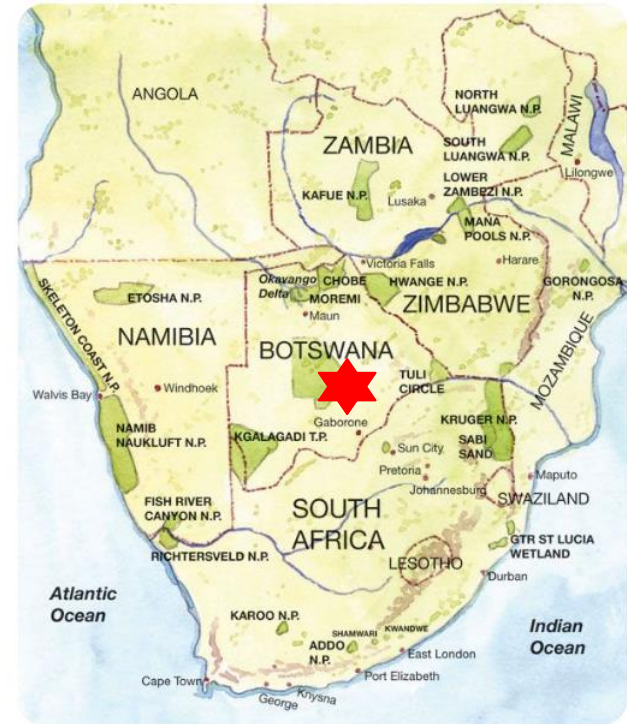 ANGOLA
ZAMBIA
NORTH
LUANGWA N.P.
SOUTH
LUANGWA N.P.
MALAWI
Lilongwe
LOWER
ZAMBEZI N.P.
KAFUE N.P.
Lusaka
MANA
POOLS N.P.
Victoria Falls
Harare
Okavango
Delta
CHOBE
MOREMI
Maun
HWANGE N.P.
ZIMBABWE
GORONGOSA
N.P.
ETOSHA N.P.
SKELETON COAST N.P.
NAMIBIA
BOTSWANA
MOZAMBIQUE
TULI
CIRCLE
Walvis Bay
Windhoek
NAMIB
NAUKLUFT N.P.
Gaborone
KGALAGADI T.P.
KRUGER N.P.
SABI
SAND
Sun City
Pretoria
Johannesburg
Maputo
SWAZILAND
FISH RIVER
CANYON N.P.
SOUTH
AFRICA
RICHTERSVELD N.P.
GTR ST LUCIA
WETLAND
LESOTHO
Durban
Atlantic
Ocean
KAROO N.P.
SHAMWARI
KWANDWE
ADDO
N.P.
East London
Port Elizabeth
Indian
Ocean
Cape Town
George
Knysna